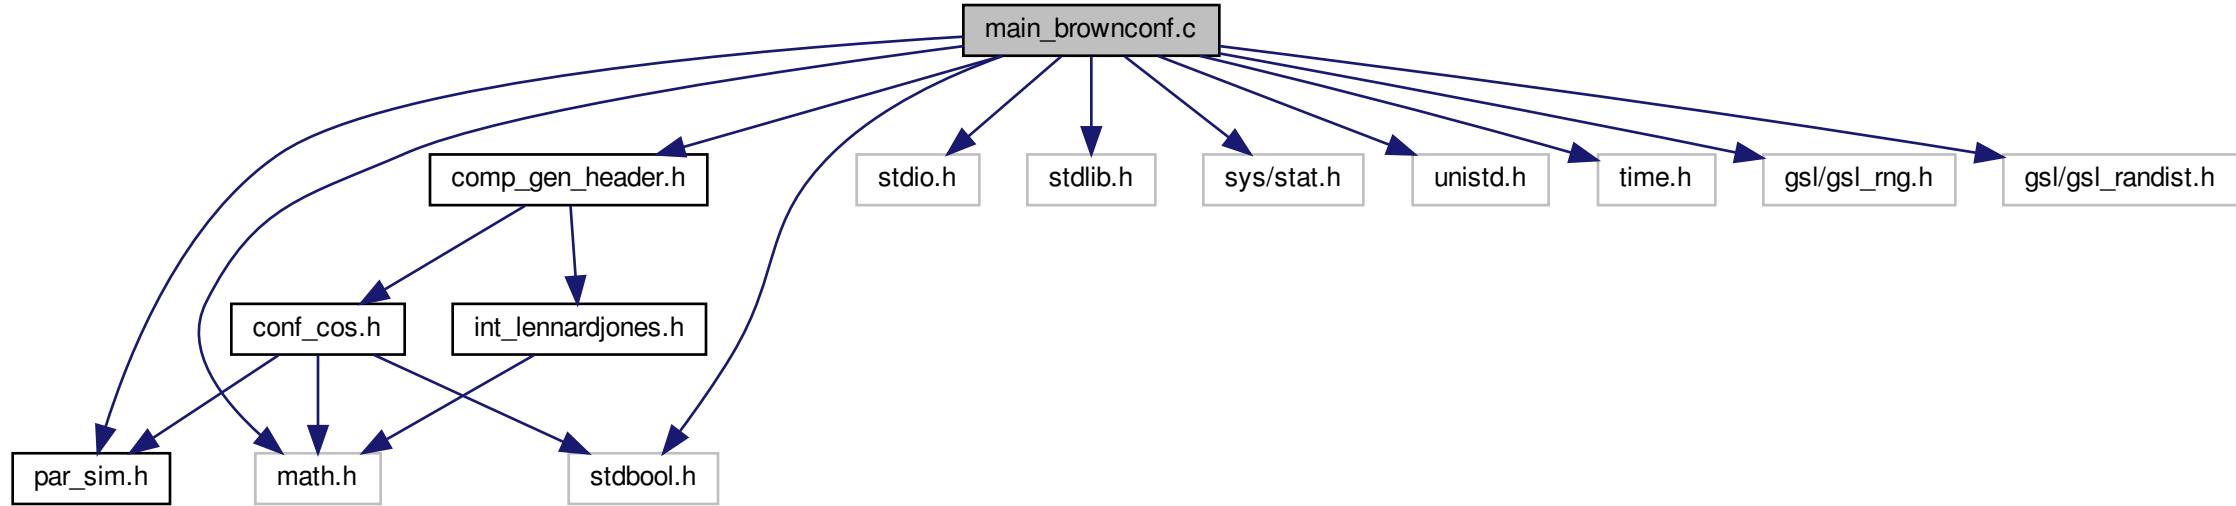 main_brownconf.c
comp_gen_header.h
stdio.h
stdlib.h
sys/stat.h
unistd.h
time.h
gsl/gsl_rng.h
gsl/gsl_randist.h
conf_cos.h
int_lennardjones.h
par_sim.h
math.h
stdbool.h